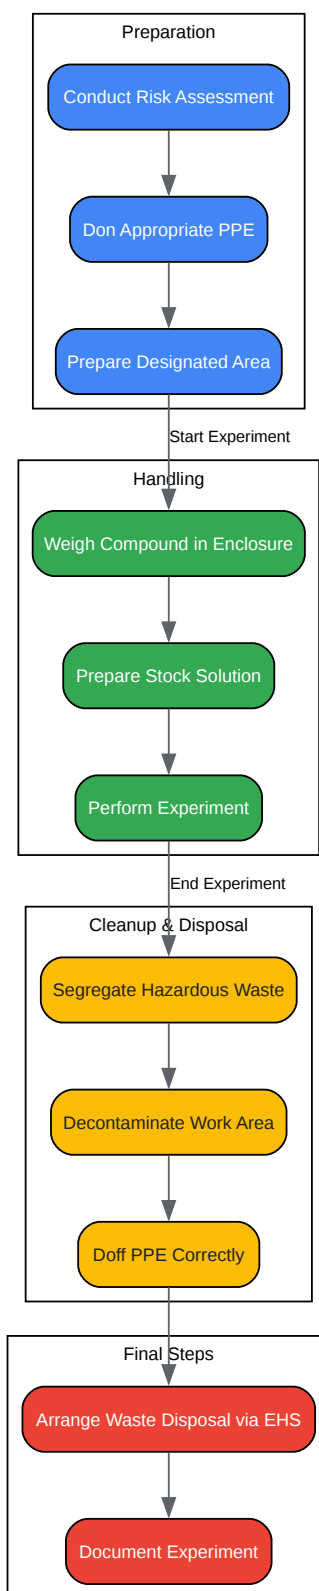 Preparation
Conduct Risk Assessment
Don Appropriate PPE
Prepare Designated Area
Start Experiment
Handling
Weigh Compound in Enclosure
Prepare Stock Solution
Perform Experiment
End Experiment
Cleanup & Disposal
Segregate Hazardous Waste
Decontaminate Work Area
Doff PPE Correctly
Final Steps
Arrange Waste Disposal via EHS
Document Experiment